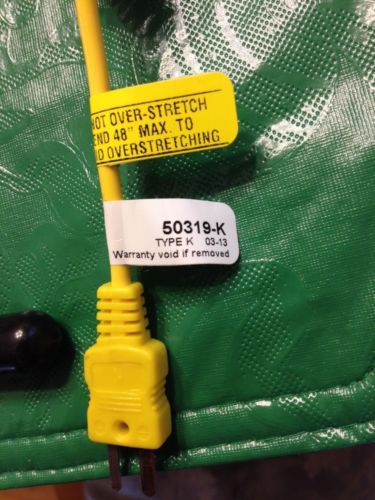 NOT OVER-STRETCH
END 48" MAX. TO
D OVERSTRETCHING
50319-K
TYPE K 03-13
Warranty void if removed